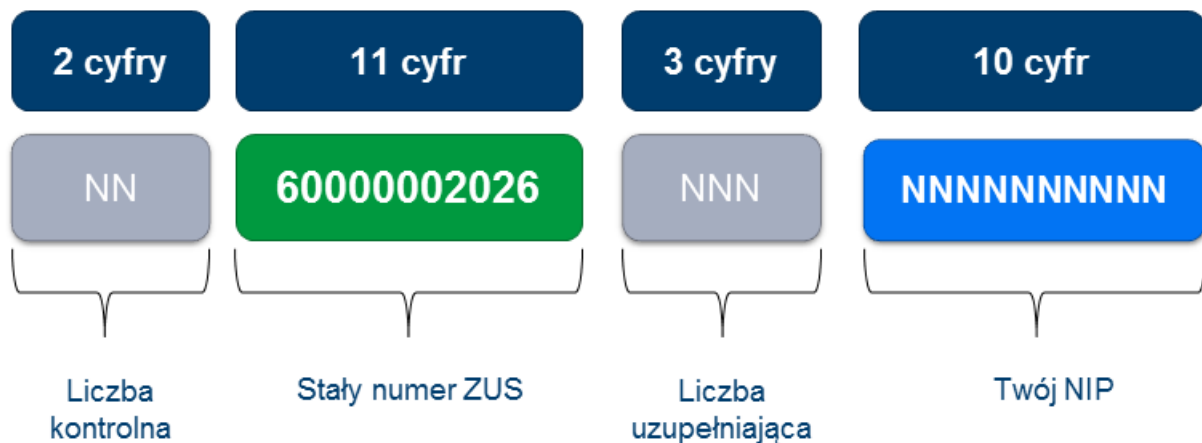 2 cyfry
11 cyfr
3 cyfry
10 cyfr
NN
60000002026
NNN
NNNNNNNNNN
Liczba
kontrolna
Stały numer ZUS
Liczba
uzupełniająca
Twój NIP